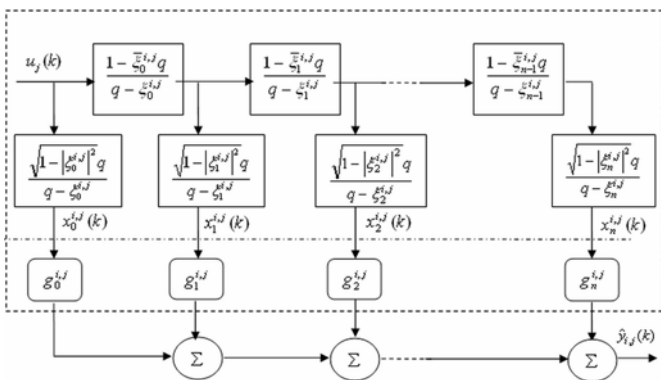 u_j(k)
1 − ξ̄_0^{i,j} q / q − ξ_0^{i,j}
1 − ξ̄_1^{i,j} q / q − ξ_1^{i,j}
1 − ξ̄_{n−1}^{i,j} q / q − ξ_{n−1}^{i,j}
√(1 − |ξ_0^{i,j}|²) q / q − ξ_0^{i,j}
√(1 − |ξ_1^{i,j}|²) q / q − ξ_1^{i,j}
√(1 − |ξ_2^{i,j}|²) q / q − ξ_2^{i,j}
√(1 − |ξ_n^{i,j}|²) q / q − ξ_n^{i,j}
x_0^{i,j}(k)
x_1^{i,j}(k)
x_2^{i,j}(k)
x_n^{i,j}(k)
g_0^{i,j}
g_1^{i,j}
g_2^{i,j}
g_n^{i,j}
Σ
Σ
Σ
ŷ_{i,j}(k)